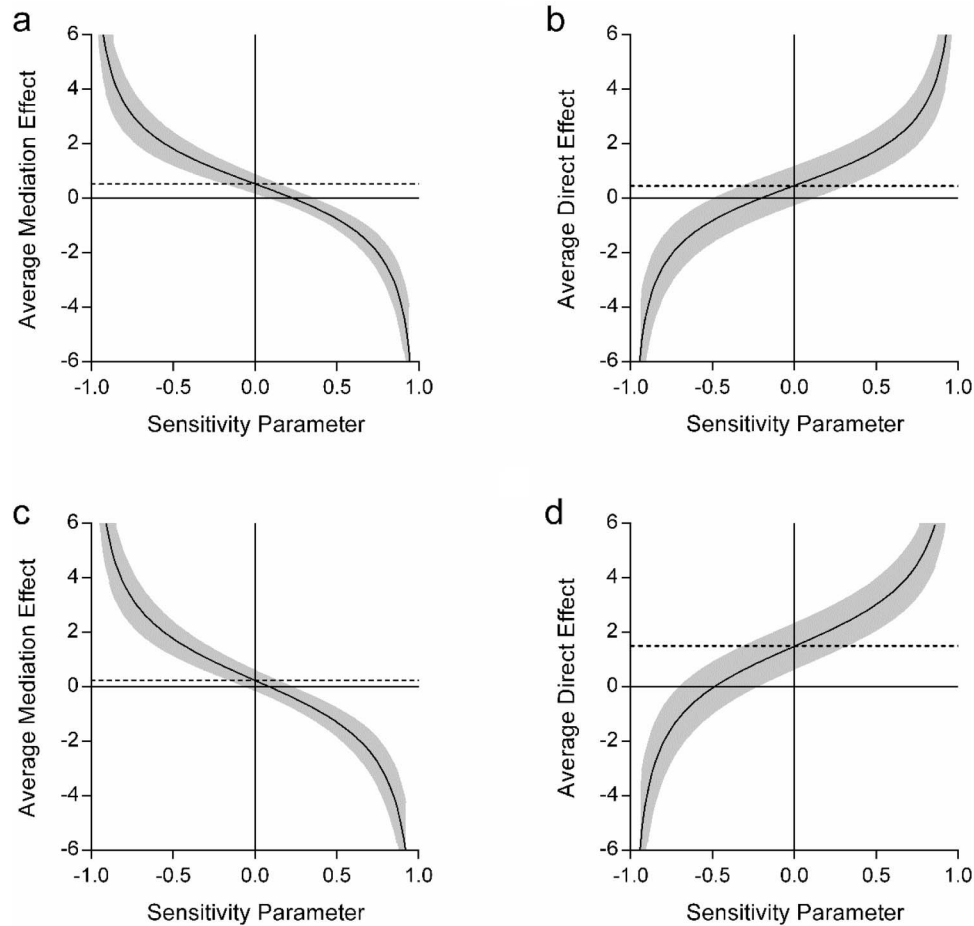 a
6
4
2
0
-2
-4
-6
Average Mediation Effect
-1.0 -0.5 0.0 0.5 1.0
Sensitivity Parameter
b
6
4
2
0
-2
-4
-6
Average Direct Effect
-1.0 -0.5 0.0 0.5 1.0
Sensitivity Parameter
c
6
4
2
0
-2
-4
-6
Average Mediation Effect
-1.0 -0.5 0.0 0.5 1.0
Sensitivity Parameter
d
6
4
2
0
-2
-4
-6
Average Direct Effect
-1.0 -0.5 0.0 0.5 1.0
Sensitivity Parameter